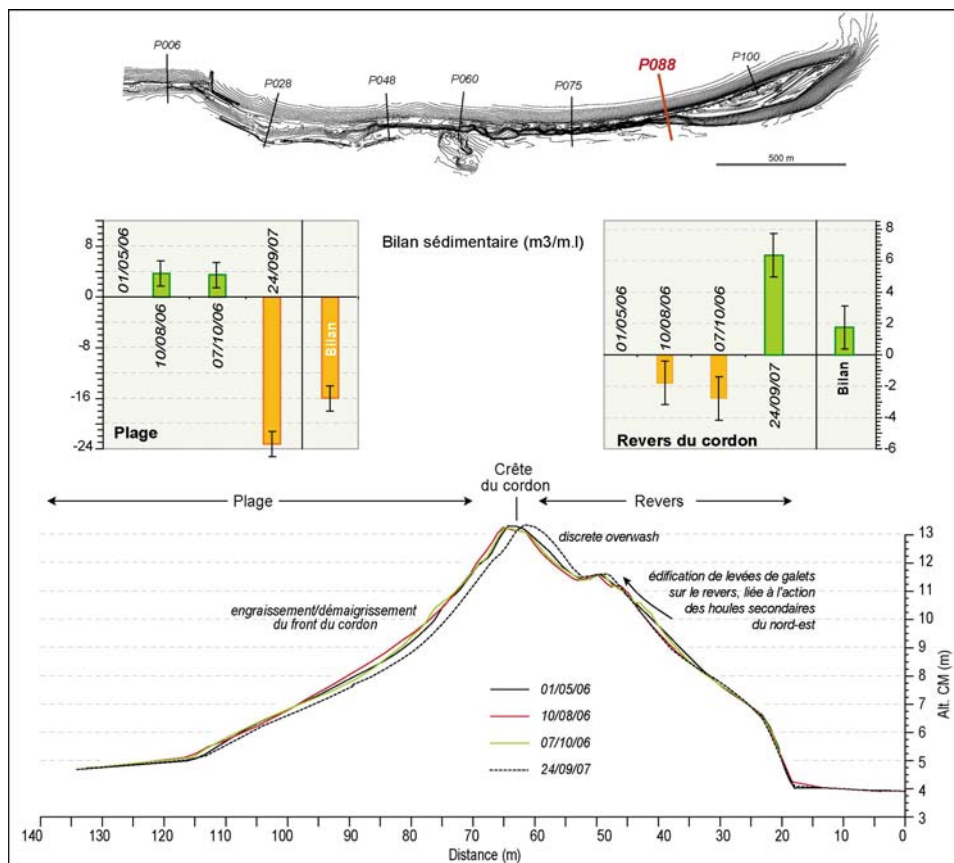 P006
P028
P048
P060
P075
P088
P100
500 m
Bilan sédimentaire (m3/m.l)
8
0
-8
-16
-24
01/05/06
10/08/06
07/10/06
24/09/07
Bilan
Plage
8
6
4
2
0
-2
-4
-6
01/05/06
10/08/06
07/10/06
24/09/07
Bilan
Revers du cordon
Plage
Crête
du cordon
Revers
discrete overwash
engraissement/démaigrissement
du front du cordon
édification de levées de galets
sur le revers, liée à l'action
des houles secondaires
du nord-est
01/05/06
10/08/06
07/10/06
24/09/07
13
12
11
10
9
8
7
6
5
4
3
Alt. CM (m)
140 130 120 110 100 90 80 70 60 50 40 30 20 10 0
Distance (m)